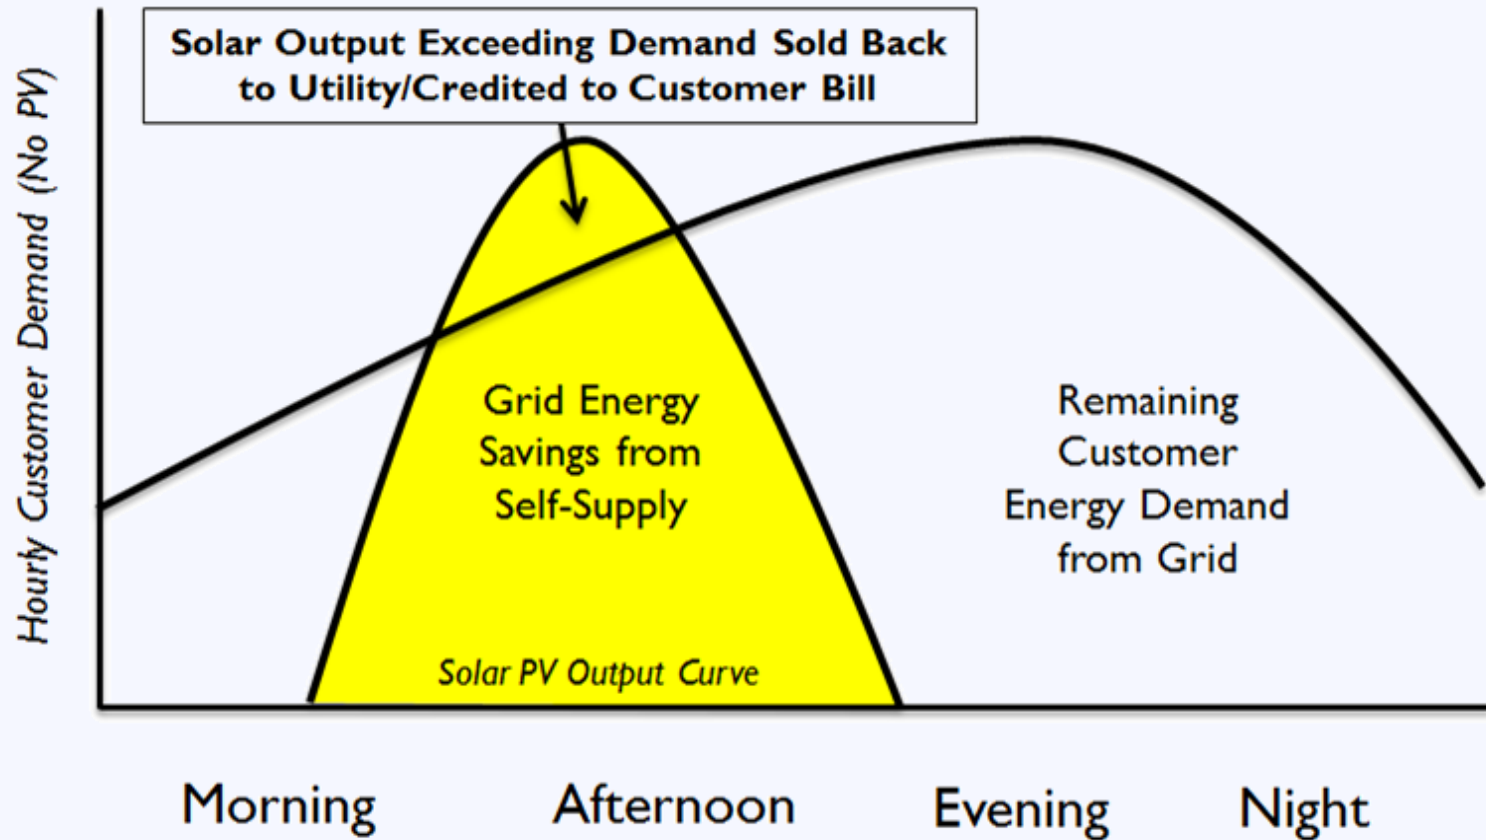 Solar Output Exceeding Demand Sold Back
to Utility/Credited to Customer Bill
Hourly Customer Demand (No PV)
Grid Energy
Savings from
Self-Supply
Remaining
Customer
Energy Demand
from Grid
Solar PV Output Curve
Morning
Afternoon
Evening
Night